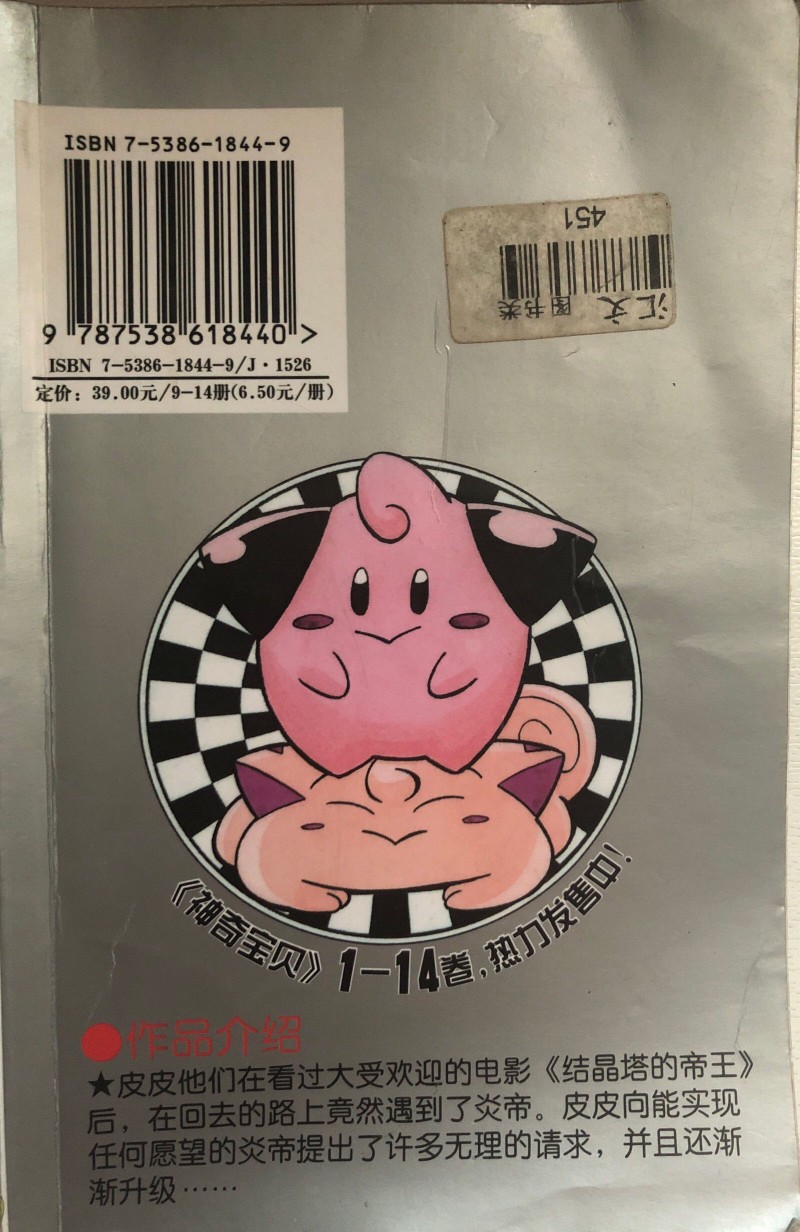 ISBN 7-5386-1844-9
9 787538 618440 >
ISBN 7-5386-1844-9/J·1526
定价：39.00元/9-14册(6.50元/册)
451
汇文 图书类
《神奇宝贝》1-14卷，热力发售中！
●作品介绍
★皮皮他们在看过大受欢迎的电影《结晶塔的帝王》
后，在回去的路上竟然遇到了炎帝。皮皮向能实现
任何愿望的炎帝提出了许多无理的请求，并且还渐
渐升级……